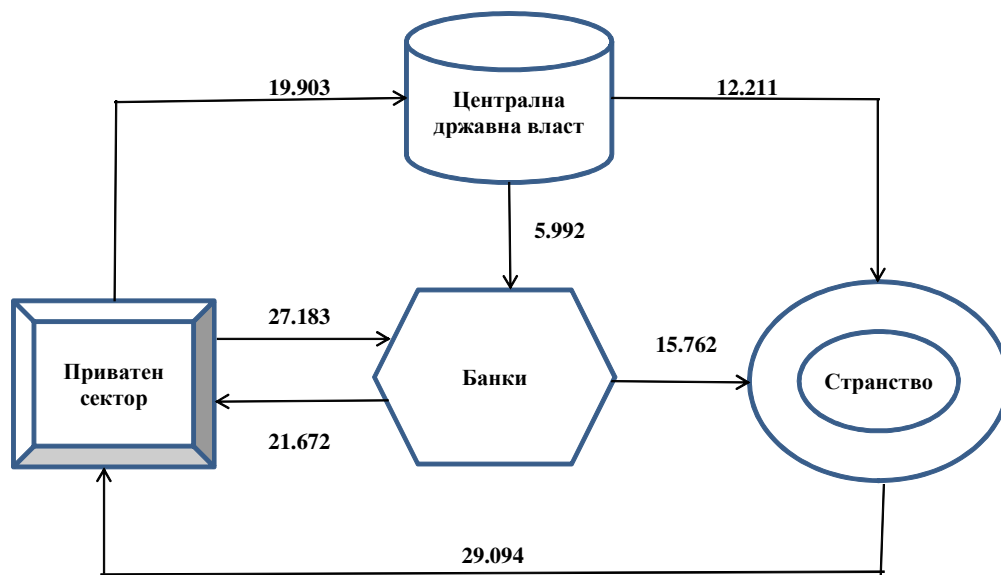 19.903
Централна
државна власт
12.211
5.992
27.183
15.762
Приватен
сектор
Банки
Странство
21.672
29.094